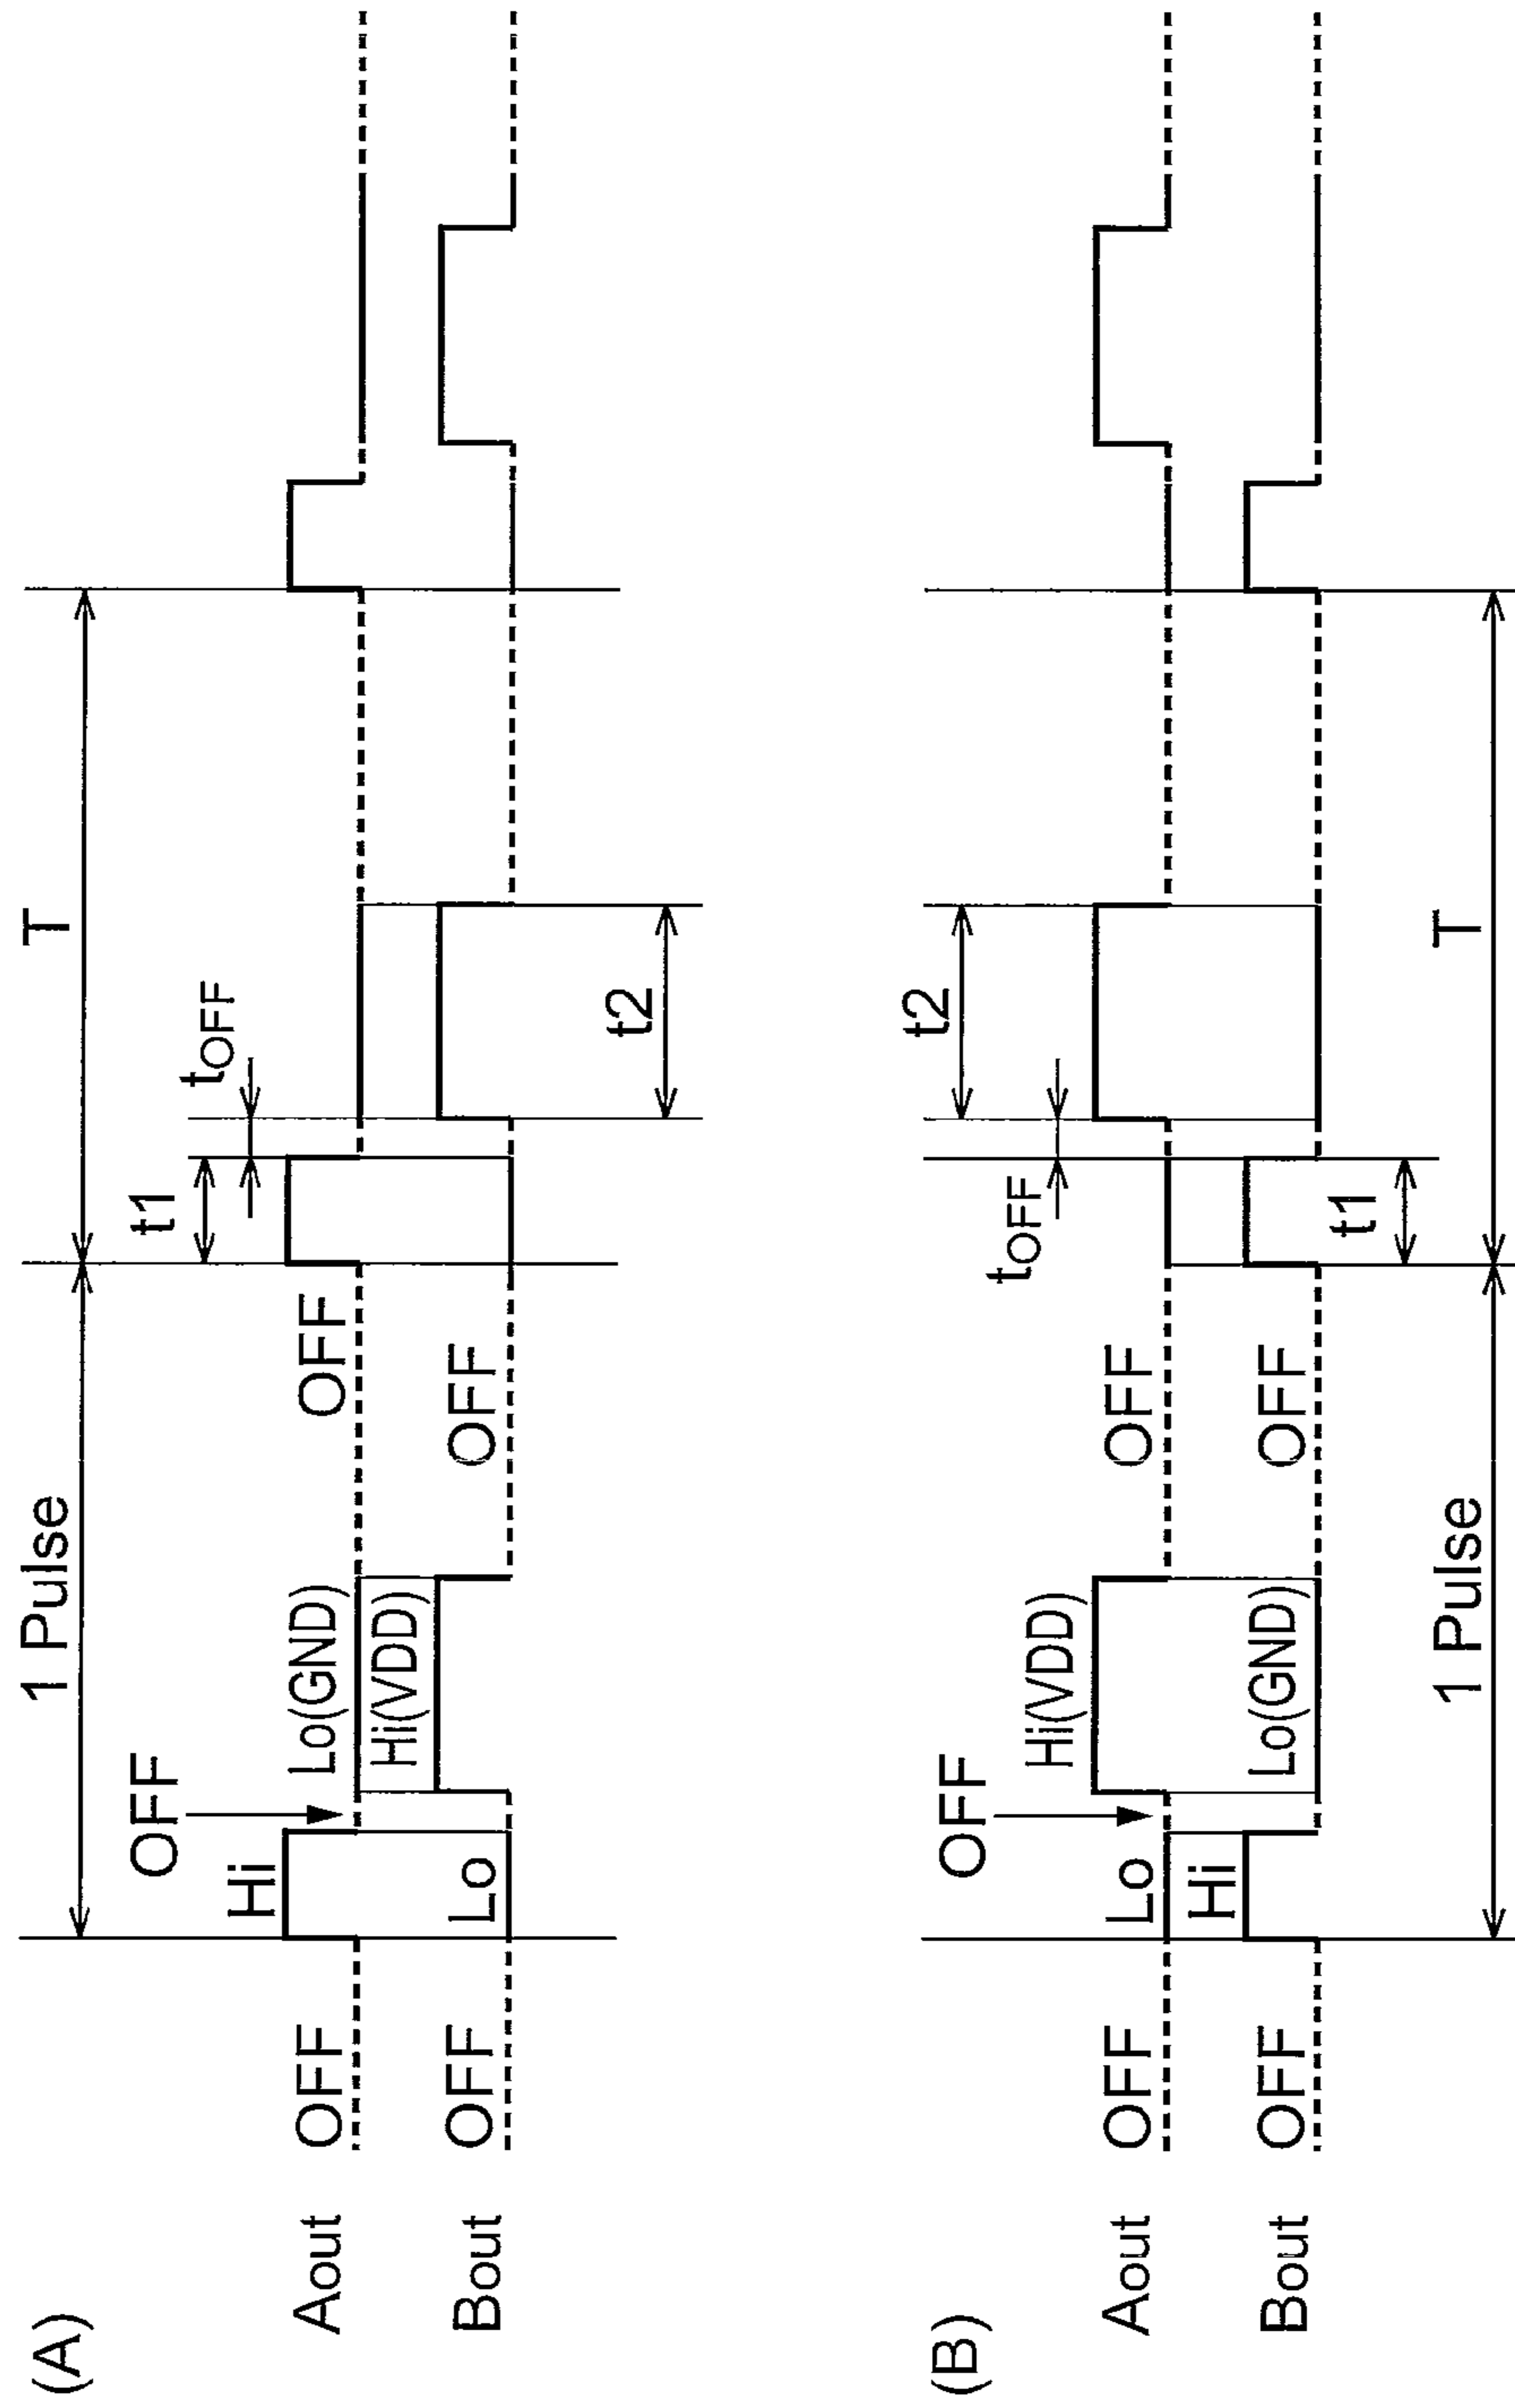 (A)
1 Pulse
T
t1
tOFF
OFF
Hi
Lo(GND)
OFF
Aout
OFF
Hi(VDD)
Lo
OFF
Bout
OFF
t2
(B)
t2
OFF
tOFF
Hi(VDD)
Aout
OFF
Lo
OFF
Hi
Lo(GND)
Bout
OFF
OFF
t1
1 Pulse
T